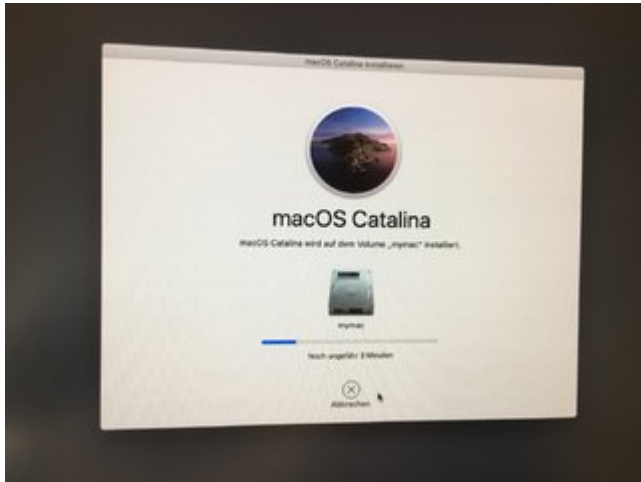 macOS Catalina installieren
macOS Catalina
macOS Catalina wird auf dem Volume „mymac“ installiert.
mymac
Noch ungefähr 3 Minuten
Abbrechen